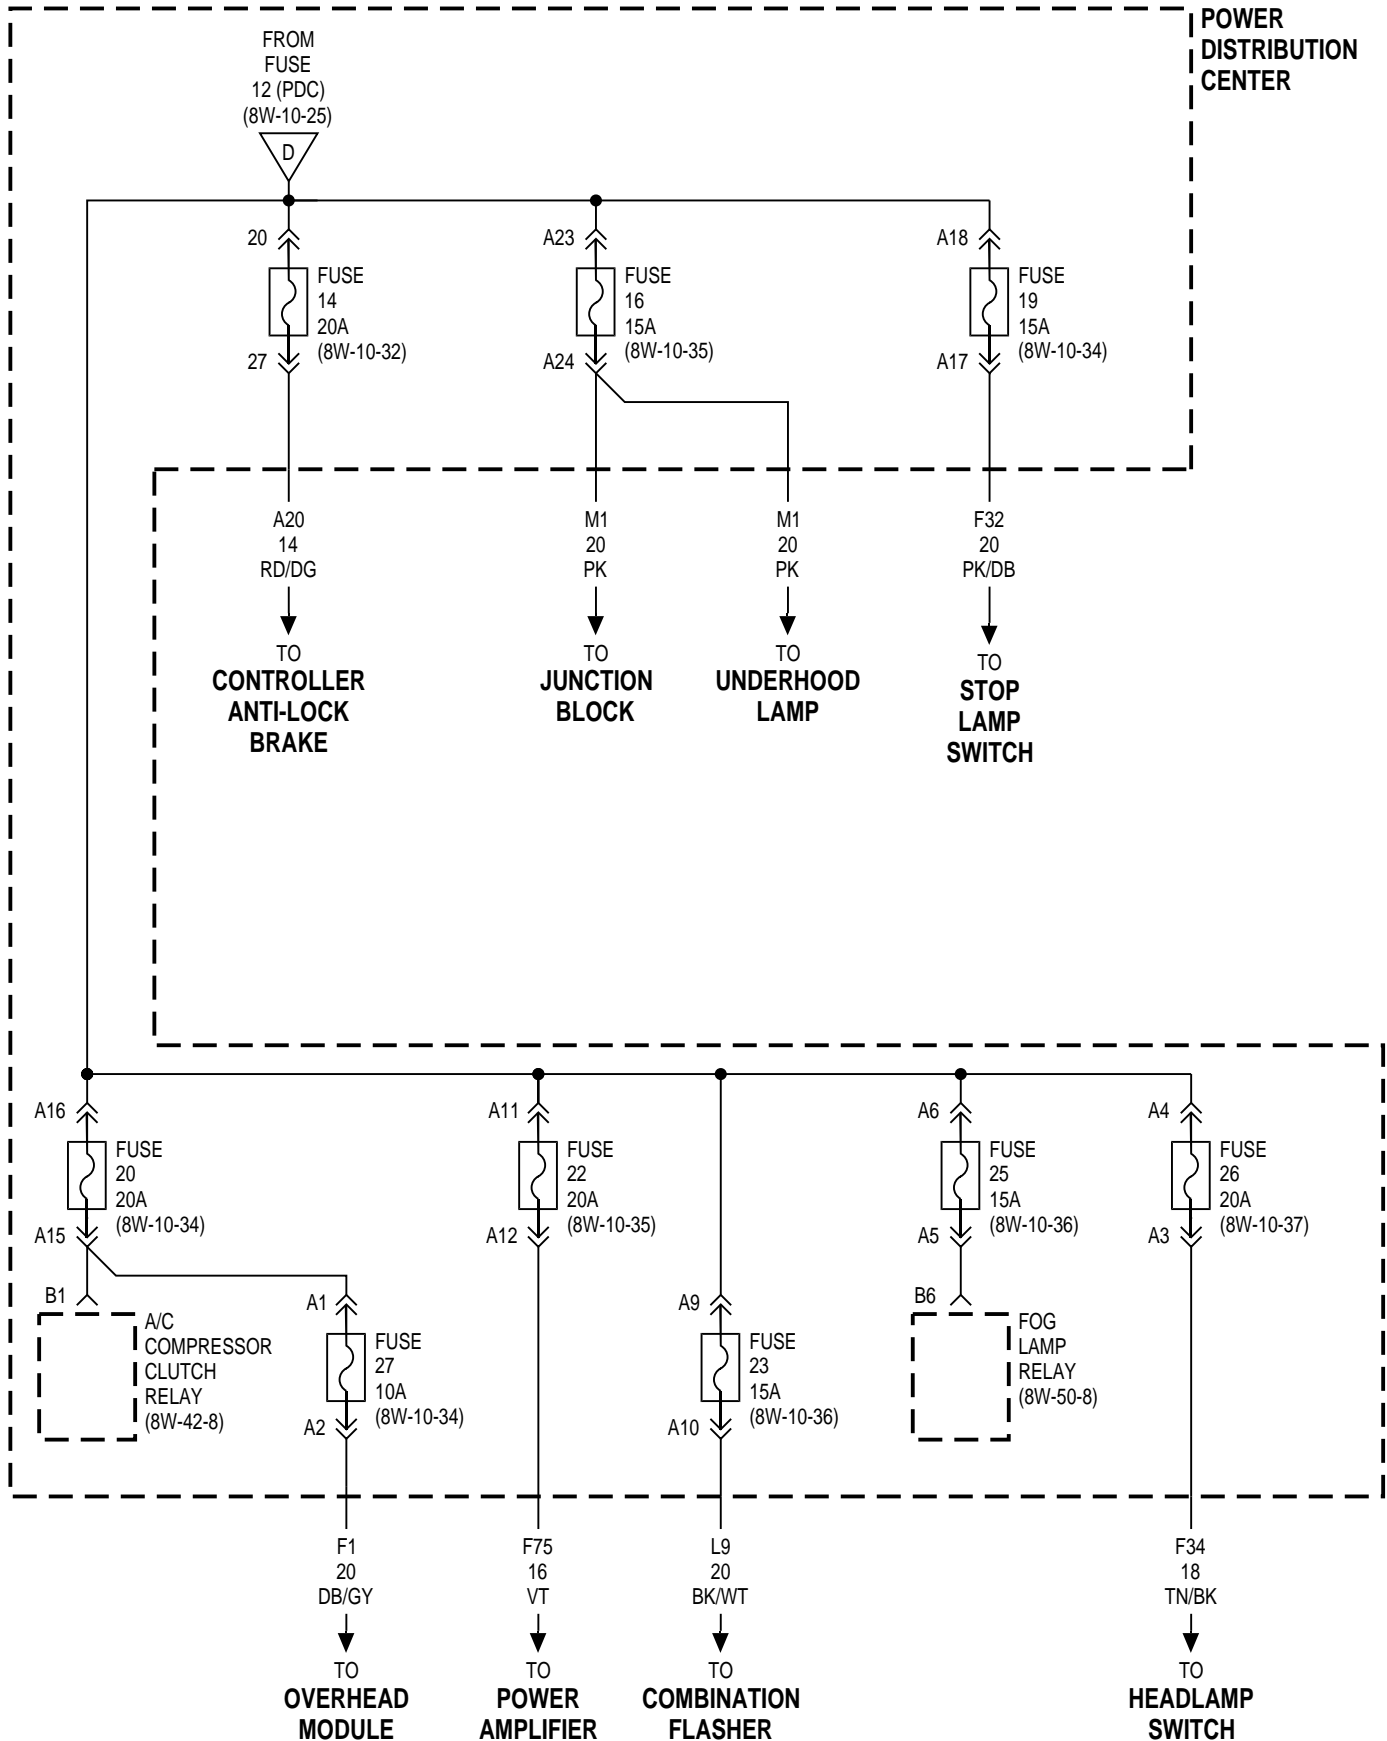 POWER
DISTRIBUTION
CENTER
FROM
FUSE
12 (PDC)
(8W-10-25)
D
20
FUSE
14
20A
(8W-10-32)
27
A23
FUSE
16
15A
(8W-10-35)
A24
A18
FUSE
19
15A
(8W-10-34)
A17
A20
14
RD/DG
TO
CONTROLLER
ANTI-LOCK
BRAKE
M1
20
PK
TO
JUNCTION
BLOCK
M1
20
PK
TO
UNDERHOOD
LAMP
F32
20
PK/DB
TO
STOP
LAMP
SWITCH
A16
FUSE
20
20A
(8W-10-34)
A15
B1
A/C
COMPRESSOR
CLUTCH
RELAY
(8W-42-8)
A1
FUSE
27
10A
(8W-10-34)
A2
A11
FUSE
22
20A
(8W-10-35)
A12
A9
FUSE
23
15A
(8W-10-36)
A10
A6
FUSE
25
15A
(8W-10-36)
A5
B6
FOG
LAMP
RELAY
(8W-50-8)
A4
FUSE
26
20A
(8W-10-37)
A3
F1
20
DB/GY
TO
OVERHEAD
MODULE
F75
16
VT
TO
POWER
AMPLIFIER
L9
20
BK/WT
TO
COMBINATION
FLASHER
F34
18
TN/BK
TO
HEADLAMP
SWITCH